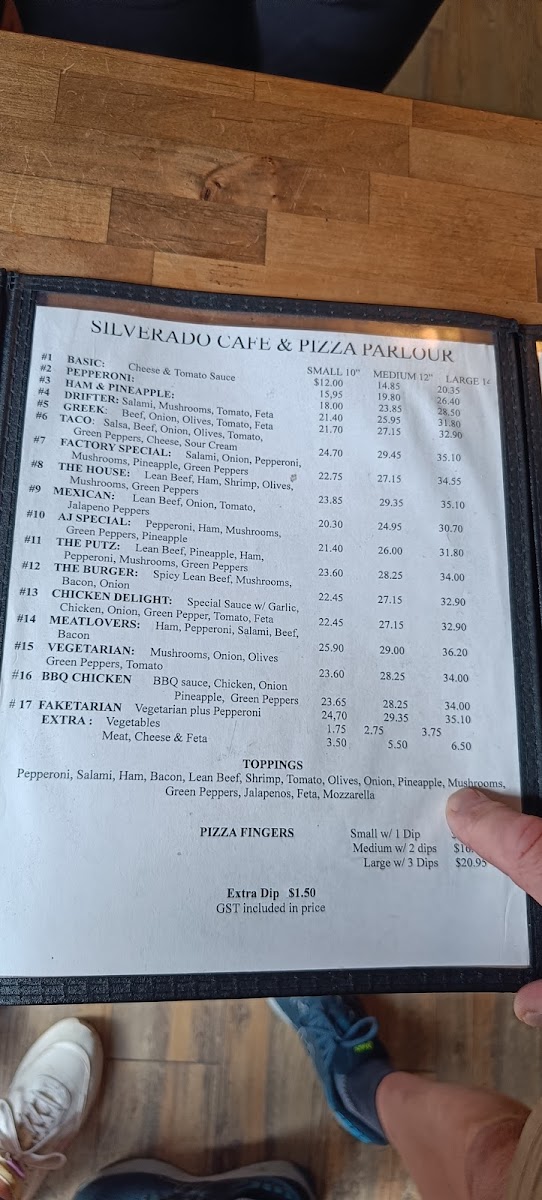 SILVERADO CAFE & PIZZA PARLOUR
SMALL 10" MEDIUM 12" LARGE 14
#1 BASIC: Cheese & Tomato Sauce $12.00 14.85 20.35
#2 PEPPERONI: 15,95 19.80 26.40
#3 HAM & PINEAPPLE: 18.00 23.85 28.50
#4 DRIFTER: Salami, Mushrooms, Tomato, Feta 21.40 25.95 31.80
#5 GREEK: Beef, Onion, Olives, Tomato, Feta 21.70 27.15 32.90
#6 TACO: Salsa, Beef, Onion, Olives, Tomato,
Green Peppers, Cheese, Sour Cream 24.70 29.45 35.10
#7 FACTORY SPECIAL: Salami, Onion, Pepperoni,
Mushrooms, Pineapple, Green Peppers 22.75 27.15 34.55
#8 THE HOUSE: Lean Beef, Ham, Shrimp, Olives,
Mushrooms, Green Peppers 23.85 29.35 35.10
#9 MEXICAN: Lean Beef, Onion, Tomato,
Jalapeno Peppers 20.30 24.95 30.70
#10 AJ SPECIAL: Pepperoni, Ham, Mushrooms,
Green Peppers, Pineapple 21.40 26.00 31.80
#11 THE PUTZ: Lean Beef, Pineapple, Ham,
Pepperoni, Mushrooms, Green Peppers 23.60 28.25 34.00
#12 THE BURGER: Spicy Lean Beef, Mushrooms,
Bacon, Onion 22.45 27.15 32.90
#13 CHICKEN DELIGHT: Special Sauce w/ Garlic,
Chicken, Onion, Green Pepper, Tomato, Feta 22.45 27.15 32.90
#14 MEATLOVERS: Ham, Pepperoni, Salami, Beef,
Bacon 25.90 29.00 36.20
#15 VEGETARIAN: Mushrooms, Onion, Olives
Green Peppers, Tomato 23.60 28.25 34.00
#16 BBQ CHICKEN BBQ sauce, Chicken, Onion
Pineapple, Green Peppers 23.65 28.25 34.00
# 17 FAKETARIAN Vegetarian plus Pepperoni 24,70 29.35 35.10
EXTRA : Vegetables 1.75 2.75 3.75
Meat, Cheese & Feta 3.50 5.50 6.50
TOPPINGS
Pepperoni, Salami, Ham, Bacon, Lean Beef, Shrimp, Tomato, Olives, Onion, Pineapple, Mushrooms,
Green Peppers, Jalapenos, Feta, Mozzarella
PIZZA FINGERS Small w/ 1 Dip
Medium w/ 2 dips
Large w/ 3 Dips $20.95
Extra Dip $1.50
GST included in price